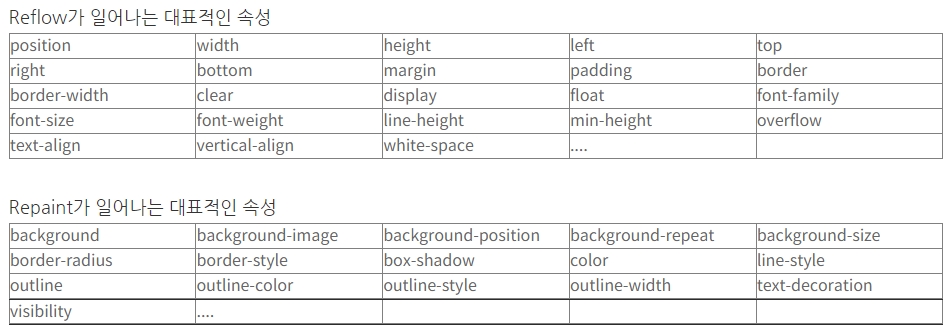 Reflow가 일어나는 대표적인 속성
position width height left top
right bottom margin padding border
border-width clear display float font-family
font-size font-weight line-height min-height overflow
text-align vertical-align white-space ....
Repaint가 일어나는 대표적인 속성
background background-image background-position background-repeat background-size
border-radius border-style box-shadow color line-style
outline outline-color outline-style outline-width text-decoration
visibility ....